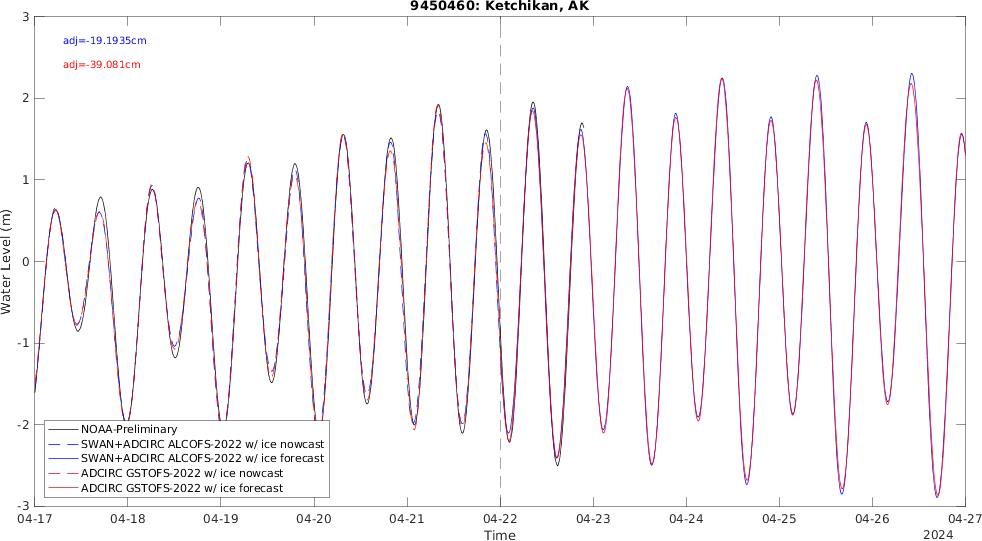 9450460: Ketchikan, AK
adj=-19.1935cm
adj=-39.081cm
3
2
1
0
-1
-2
-3
Water Level (m)
NOAA-Preliminary
SWAN+ADCIRC ALCOFS-2022 w/ ice nowcast
SWAN+ADCIRC ALCOFS-2022 w/ ice forecast
ADCIRC GSTOFS-2022 w/ ice nowcast
ADCIRC GSTOFS-2022 w/ ice forecast
04-17 04-18 04-19 04-20 04-21 04-22 04-23 04-24 04-25 04-26 04-27
Time
2024